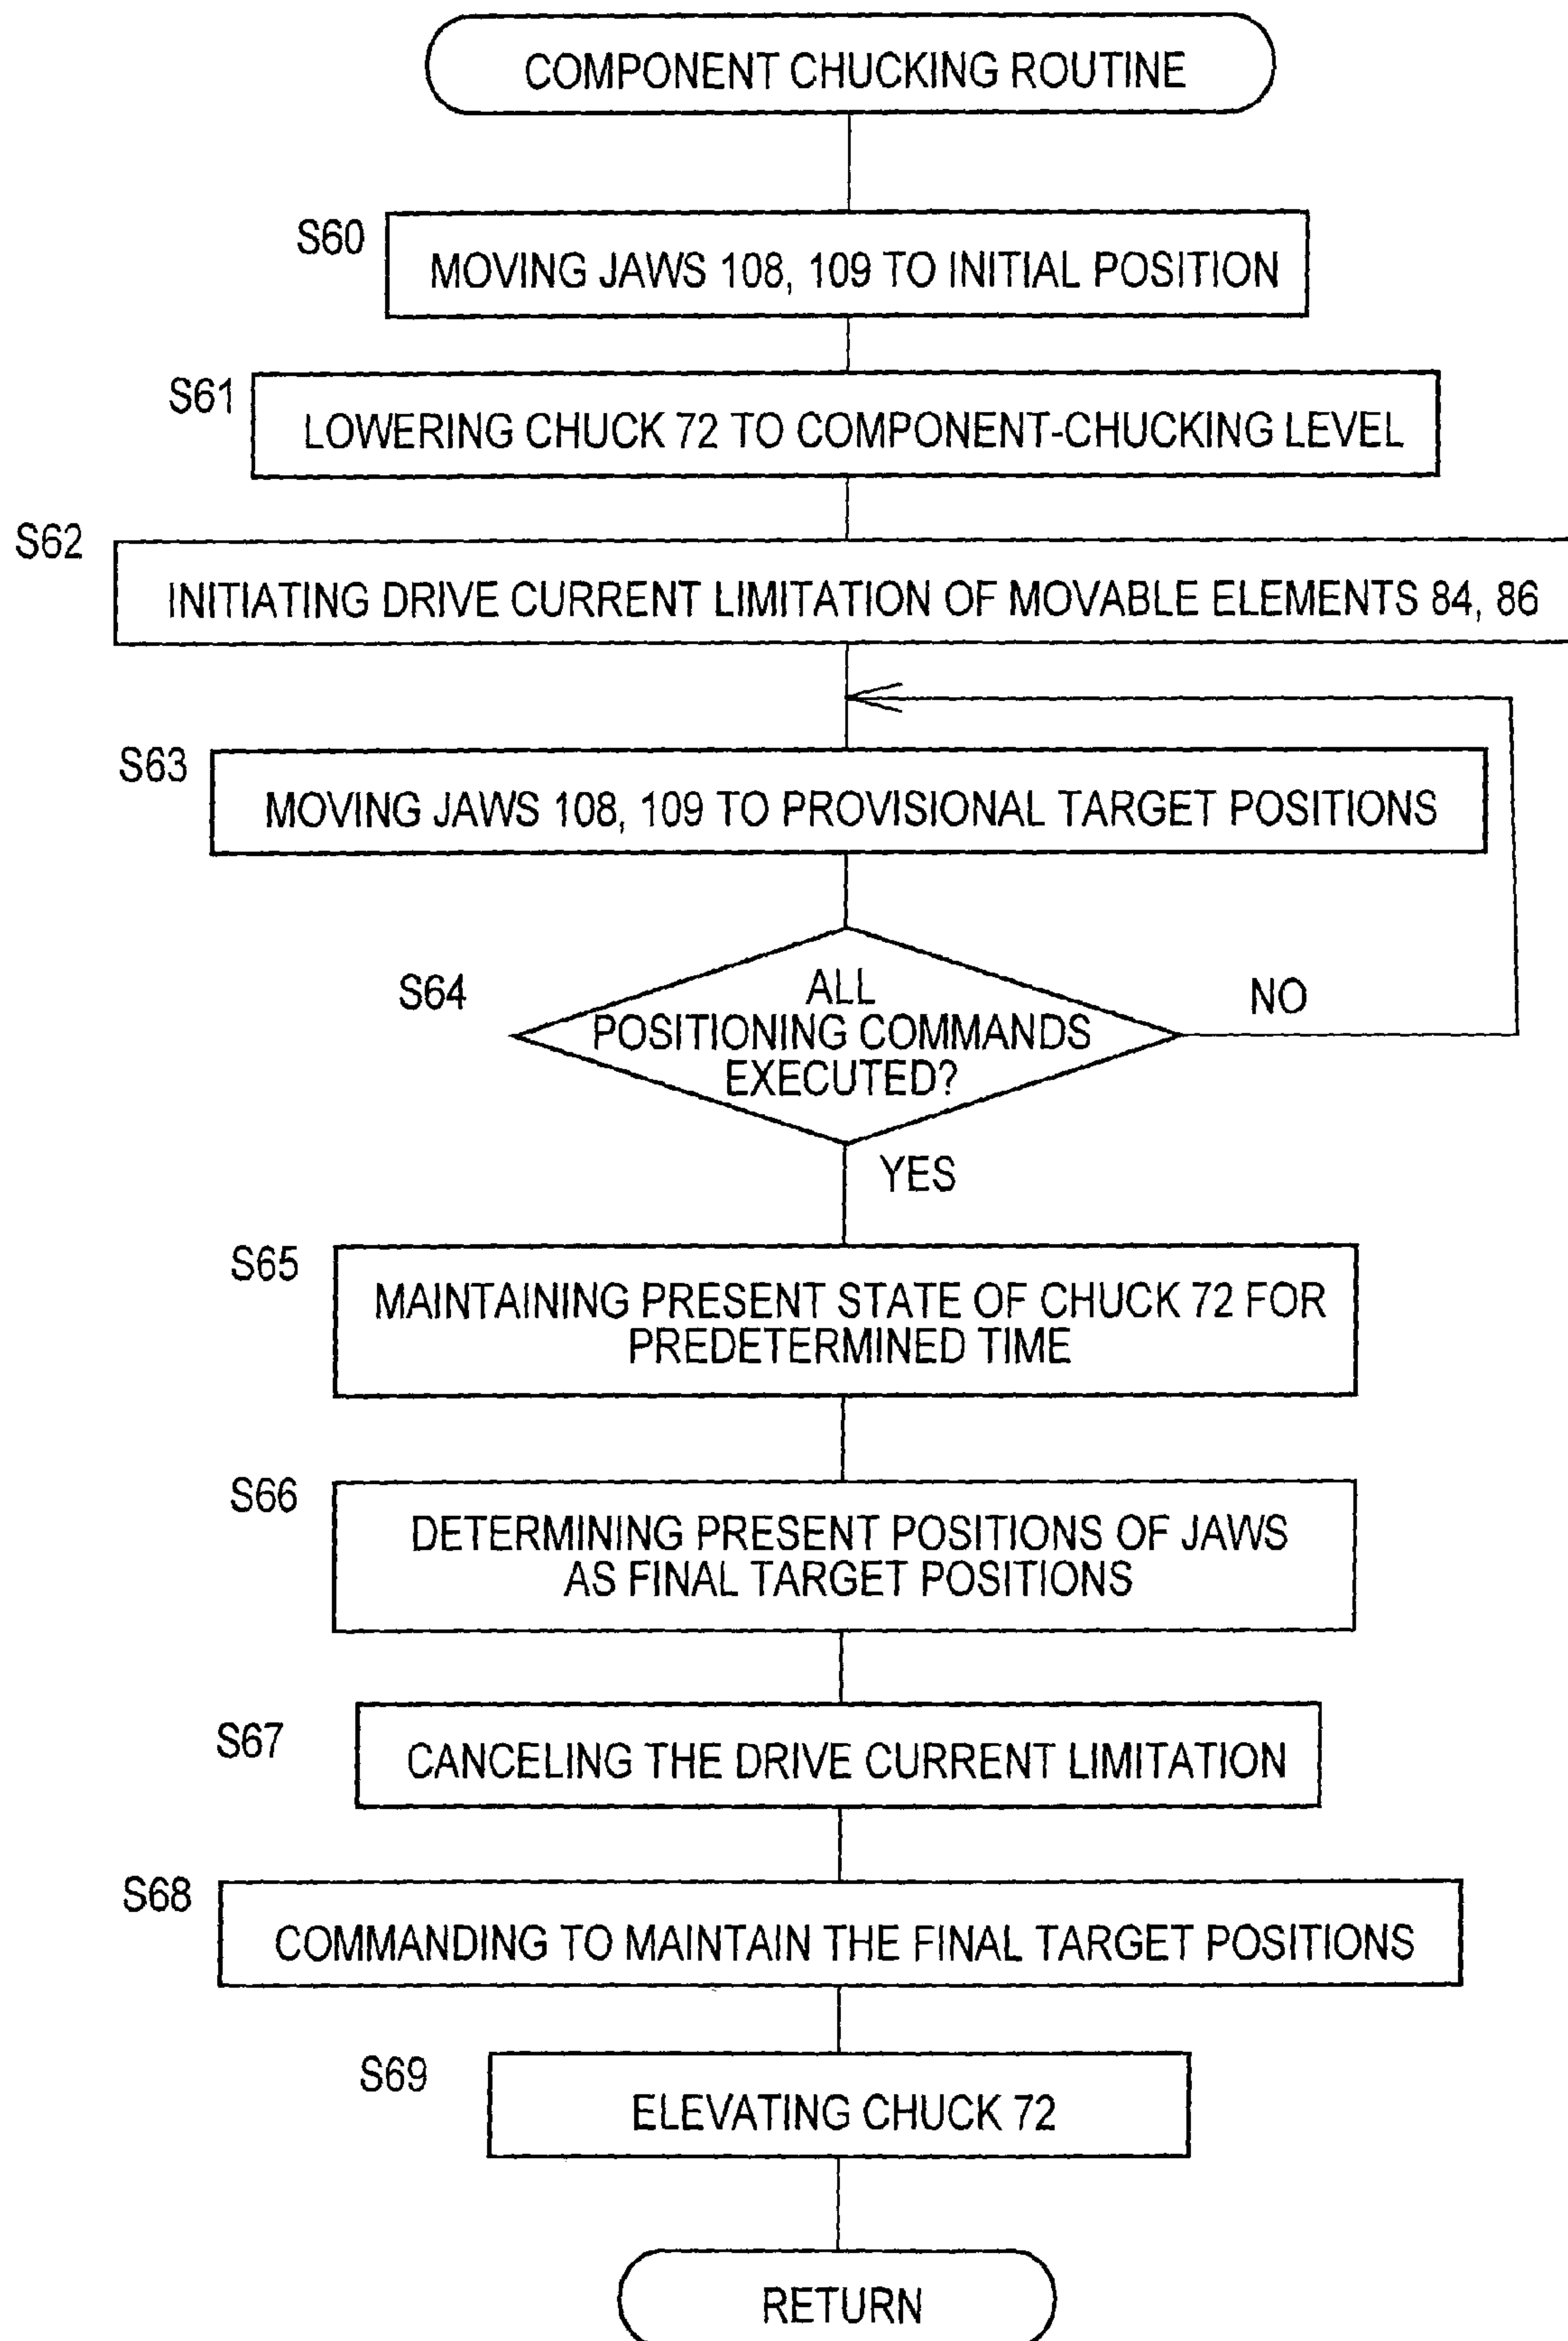 COMPONENT CHUCKING ROUTINE
S60
MOVING JAWS 108, 109 TO INITIAL POSITION
S61
LOWERING CHUCK 72 TO COMPONENT-CHUCKING LEVEL
S62
INITIATING DRIVE CURRENT LIMITATION OF MOVABLE ELEMENTS 84, 86
S63
MOVING JAWS 108, 109 TO PROVISIONAL TARGET POSITIONS
S64
ALL
POSITIONING COMMANDS
EXECUTED?
NO
YES
S65
MAINTAINING PRESENT STATE OF CHUCK 72 FOR
PREDETERMINED TIME
S66
DETERMINING PRESENT POSITIONS OF JAWS
AS FINAL TARGET POSITIONS
S67
CANCELING THE DRIVE CURRENT LIMITATION
S68
COMMANDING TO MAINTAIN THE FINAL TARGET POSITIONS
S69
ELEVATING CHUCK 72
RETURN